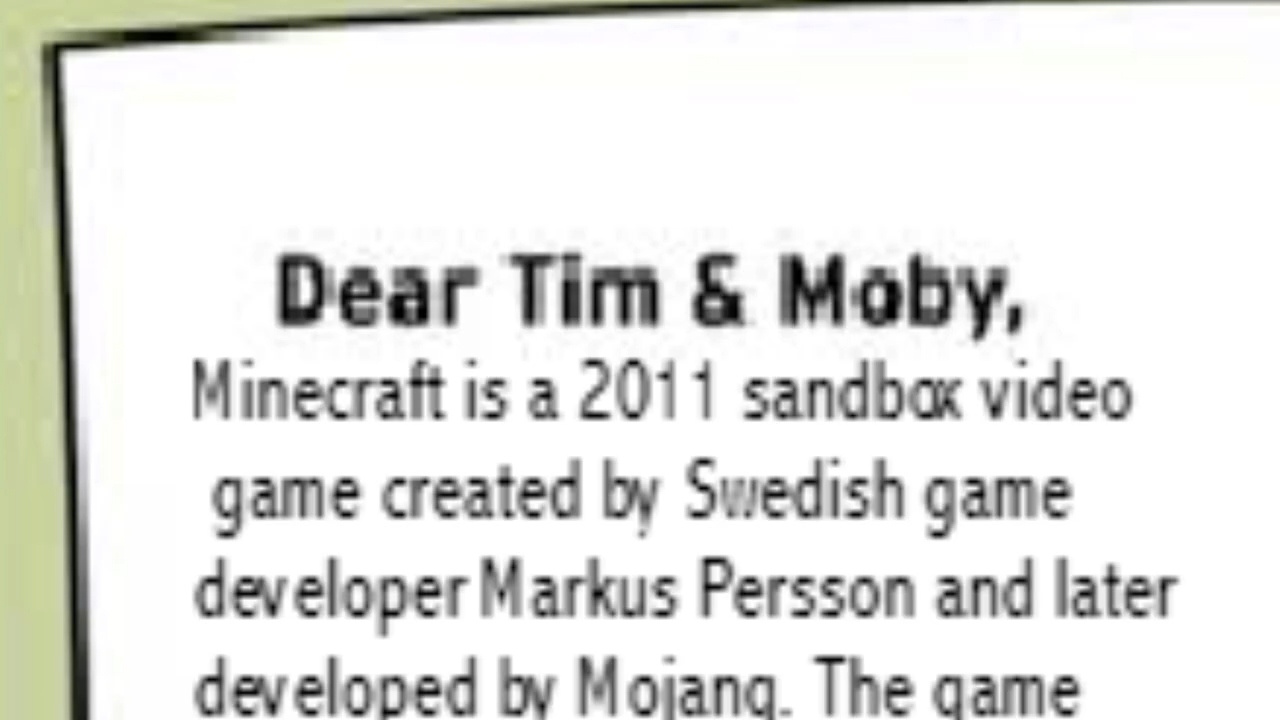 Dear Tim & Moby,
Minecraft is a 2011 sandbox video
game created by Swedish game
developer Markus Persson and later
developed by Mojang. The game